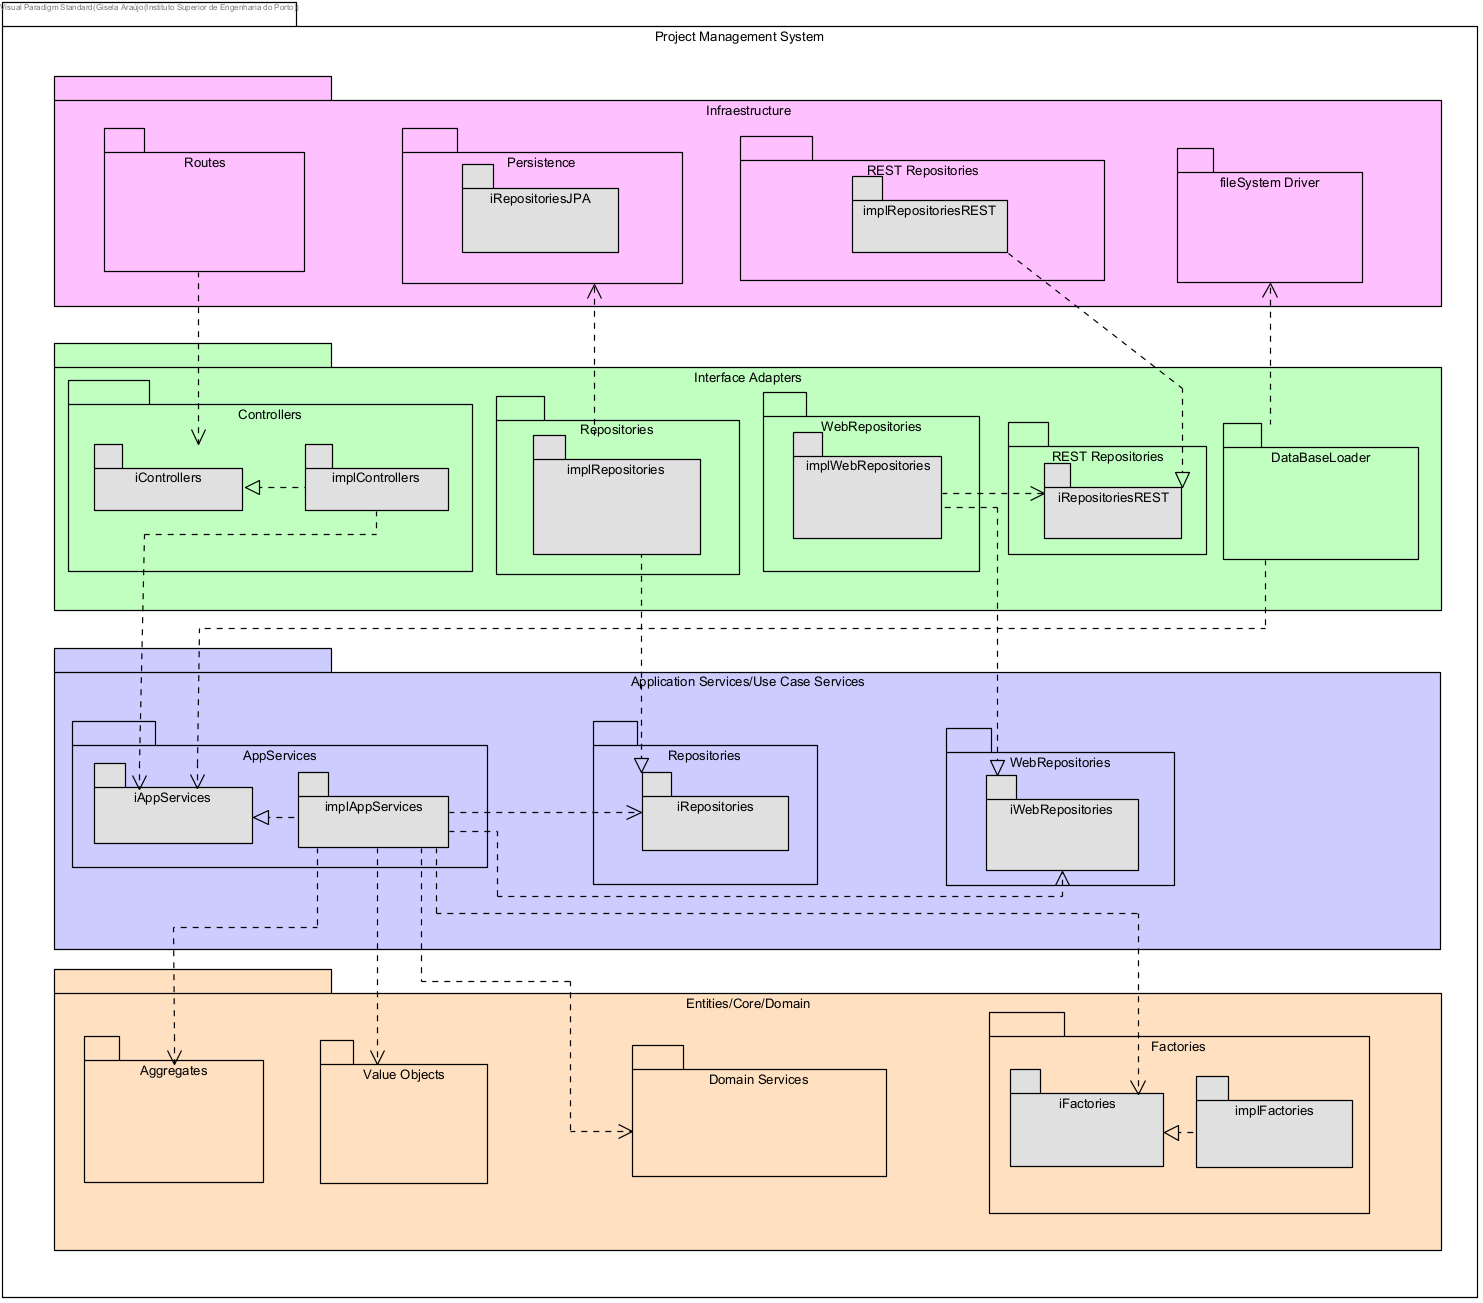 Visual Paradigm Standard(Gisela Araújo(Instituto Superior de Engenharia do Porto)
Project Management System
Infraestructure
Routes
Persistence
iRepositoriesJPA
REST Repositories
implRepositoriesREST
fileSystem Driver
Interface Adapters
Controllers
iControllers
implControllers
Repositories
implRepositories
WebRepositories
implWebRepositories
REST Repositories
iRepositoriesREST
DataBaseLoader
Application Services/Use Case Services
AppServices
iAppServices
implAppServices
Repositories
iRepositories
WebRepositories
iWebRepositories
Entities/Core/Domain
Aggregates
Value Objects
Domain Services
Factories
iFactories
implFactories